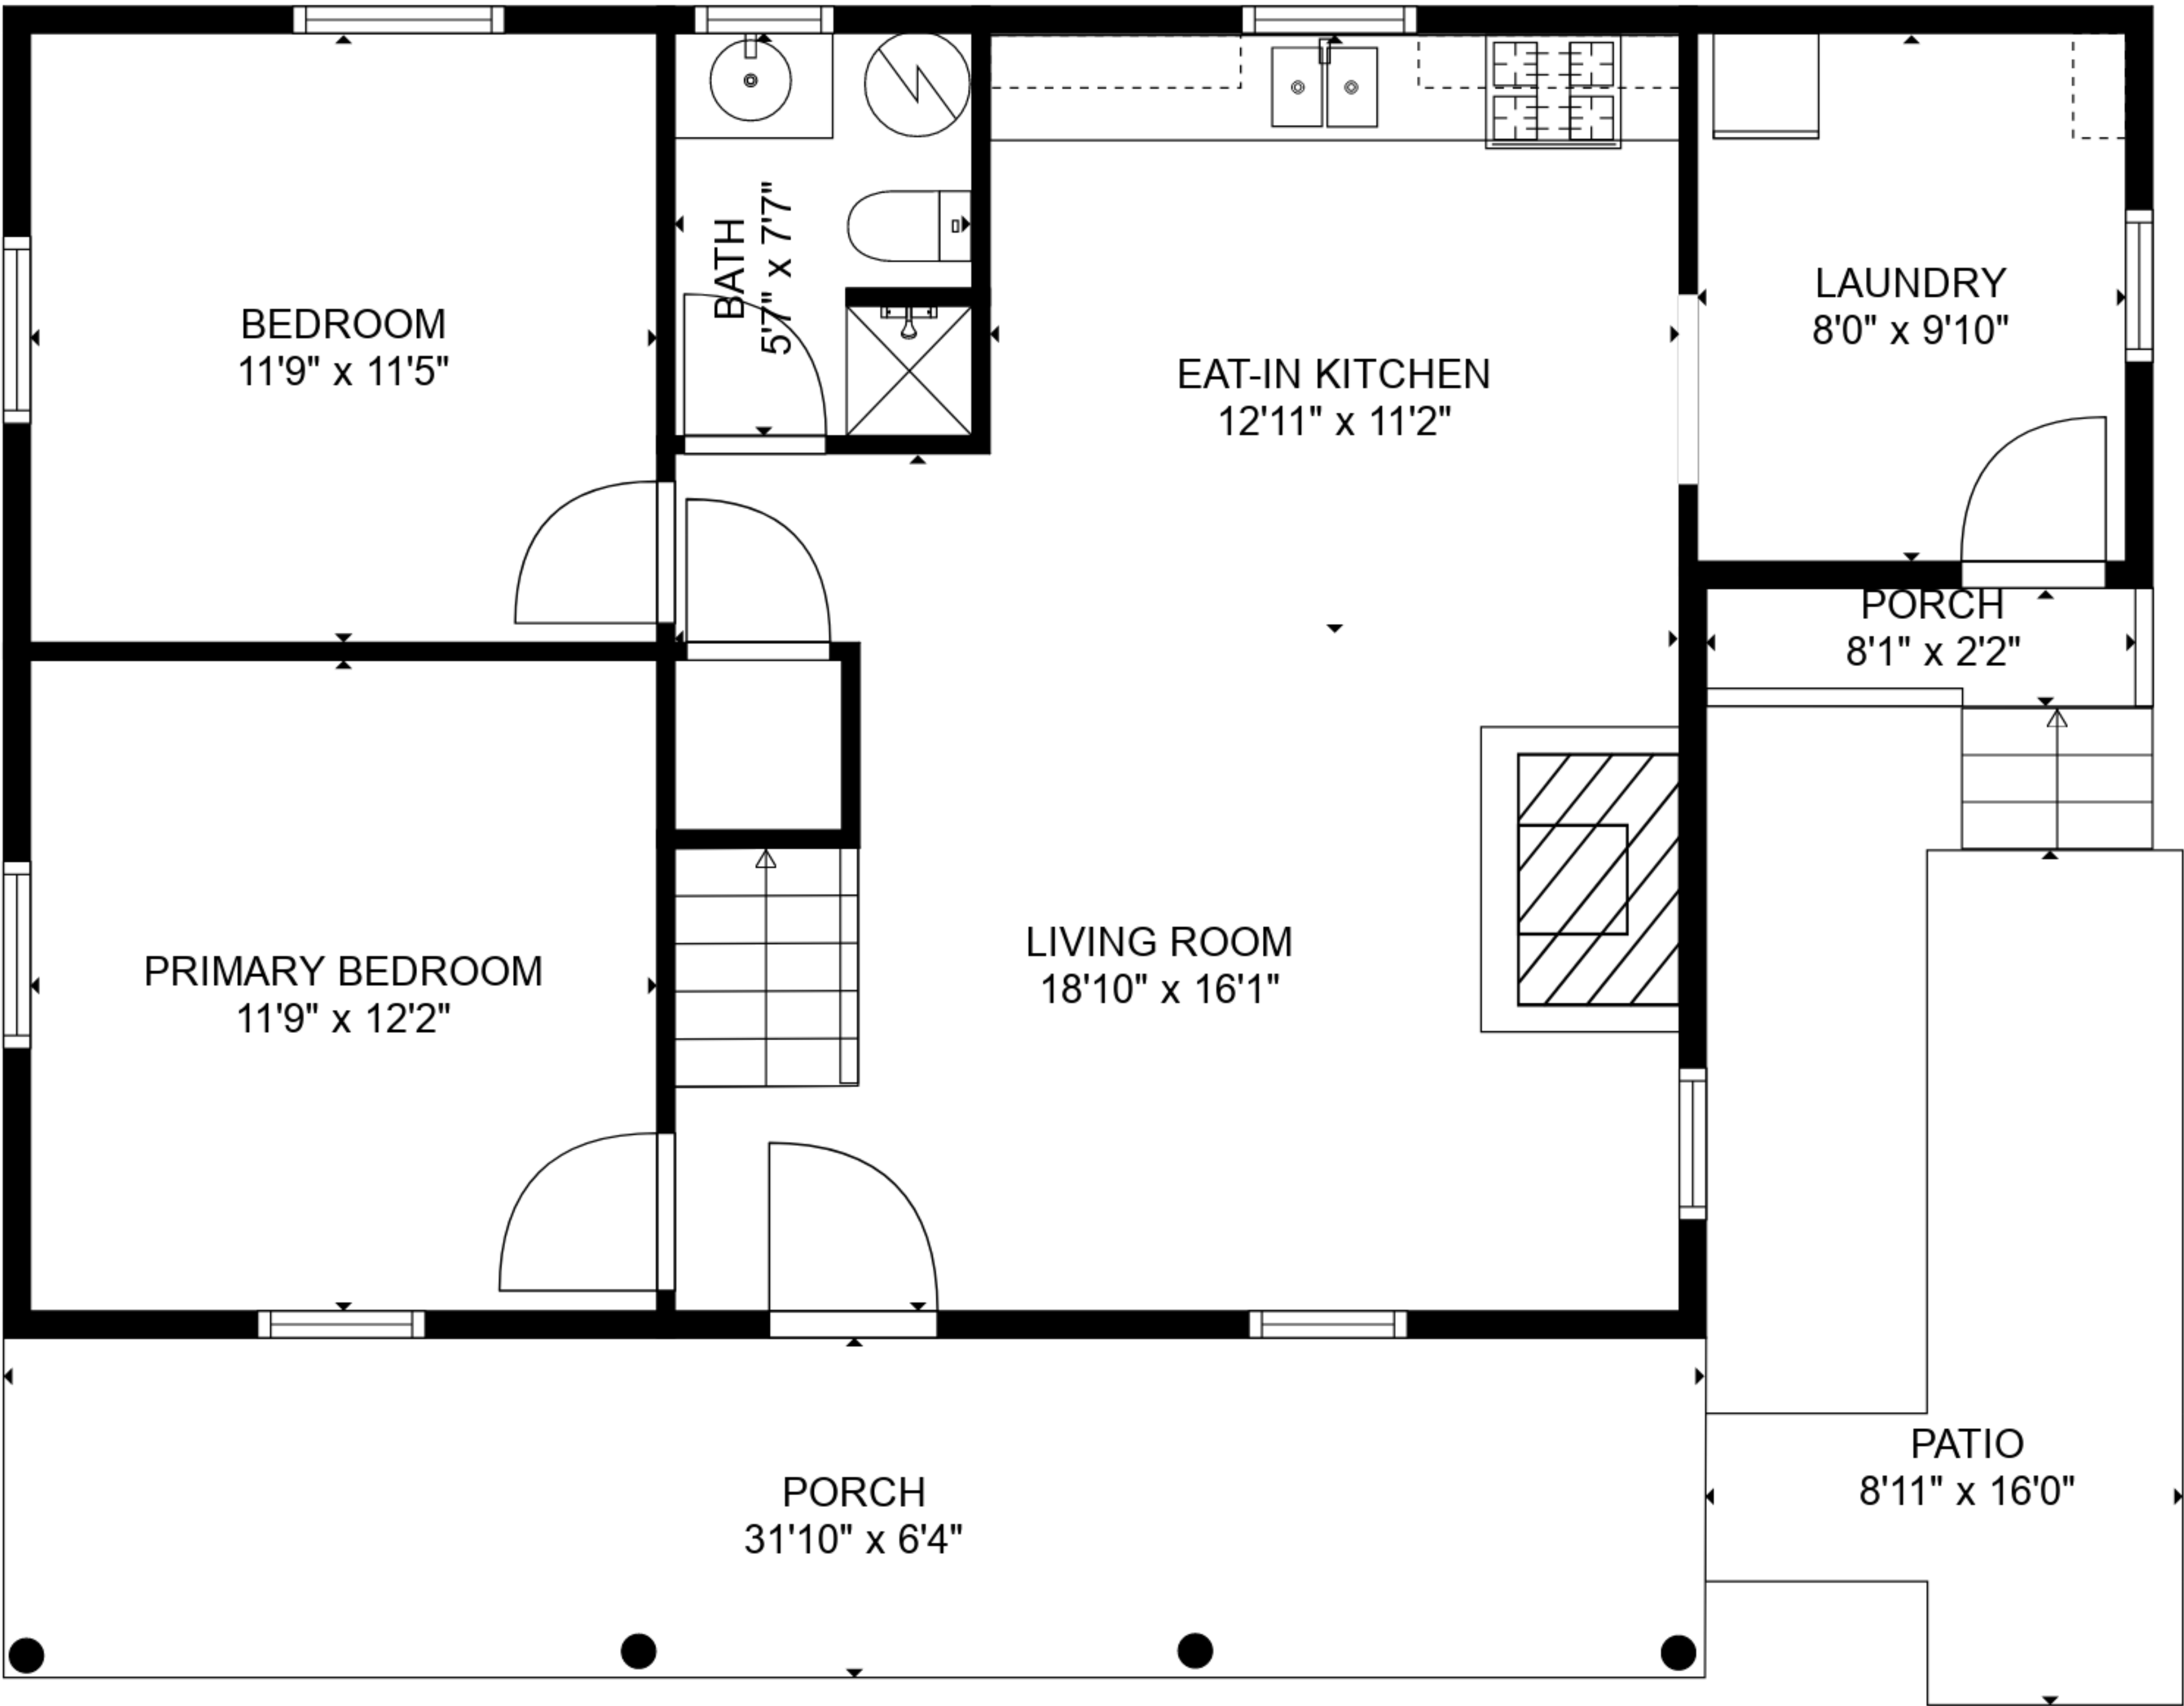 BEDROOM
11'9" x 11'5"
BATH
5'7" x 7'7"
EAT-IN KITCHEN
12'11" x 11'2"
LAUNDRY
8'0" x 9'10"
PORCH
8'1" x 2'2"
PRIMARY BEDROOM
11'9" x 12'2"
LIVING ROOM
18'10" x 16'1"
PORCH
31'10" x 6'4"
PATIO
8'11" x 16'0"